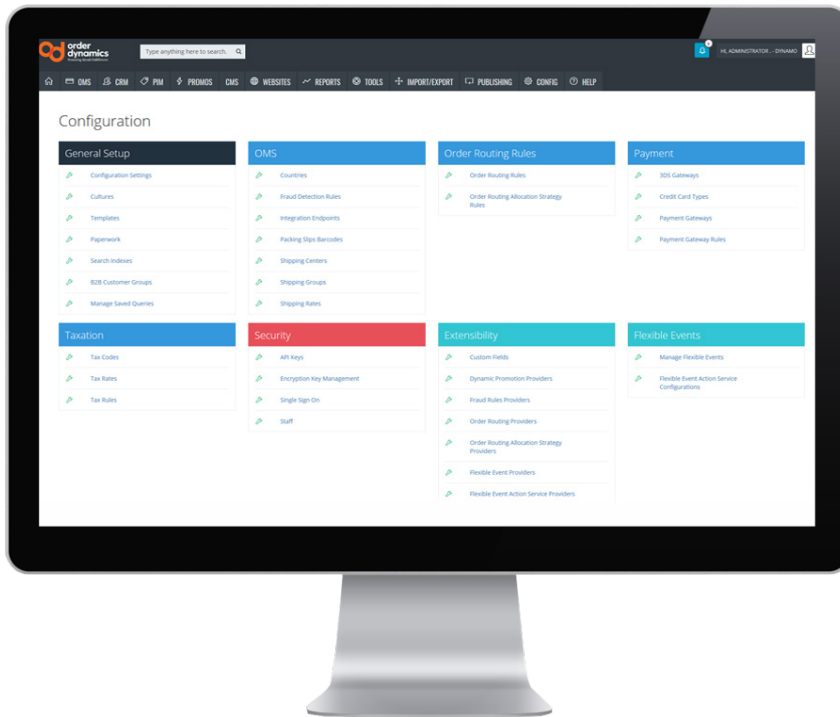 order
dynamics
Type anything here to search.
HI, ADMINISTRATOR , - DYNAMO
OMS
CRM
PIM
PROMOS
CMS
WEBSITES
REPORTS
TOOLS
IMPORT/EXPORT
PUBLISHING
CONFIG
HELP
Configuration
General Setup
Configuration Settings
Cultures
Templates
Paperwork
Search Indexes
B2B Customer Groups
Manage Saved Queries
OMS
Countries
Fraud Detection Rules
Integration Endpoints
Packing Slips Barcodes
Shipping Centers
Shipping Groups
Shipping Rates
Order Routing Rules
Order Routing Rules
Order Routing Allocation Strategy
Rules
Payment
3DS Gateways
Credit Card Types
Payment Gateways
Payment Gateway Rules
Taxation
Tax Codes
Tax Rates
Tax Rules
Security
API Keys
Encryption Key Management
Single Sign On
Staff
Extensibility
Custom Fields
Dynamic Promotion Providers
Fraud Rules Providers
Order Routing Providers
Order Routing Allocation Strategy
Providers
Flexible Event Providers
Flexible Event Action Service Providers
Flexible Events
Manage Flexible Events
Flexible Event Action Service
Configurations